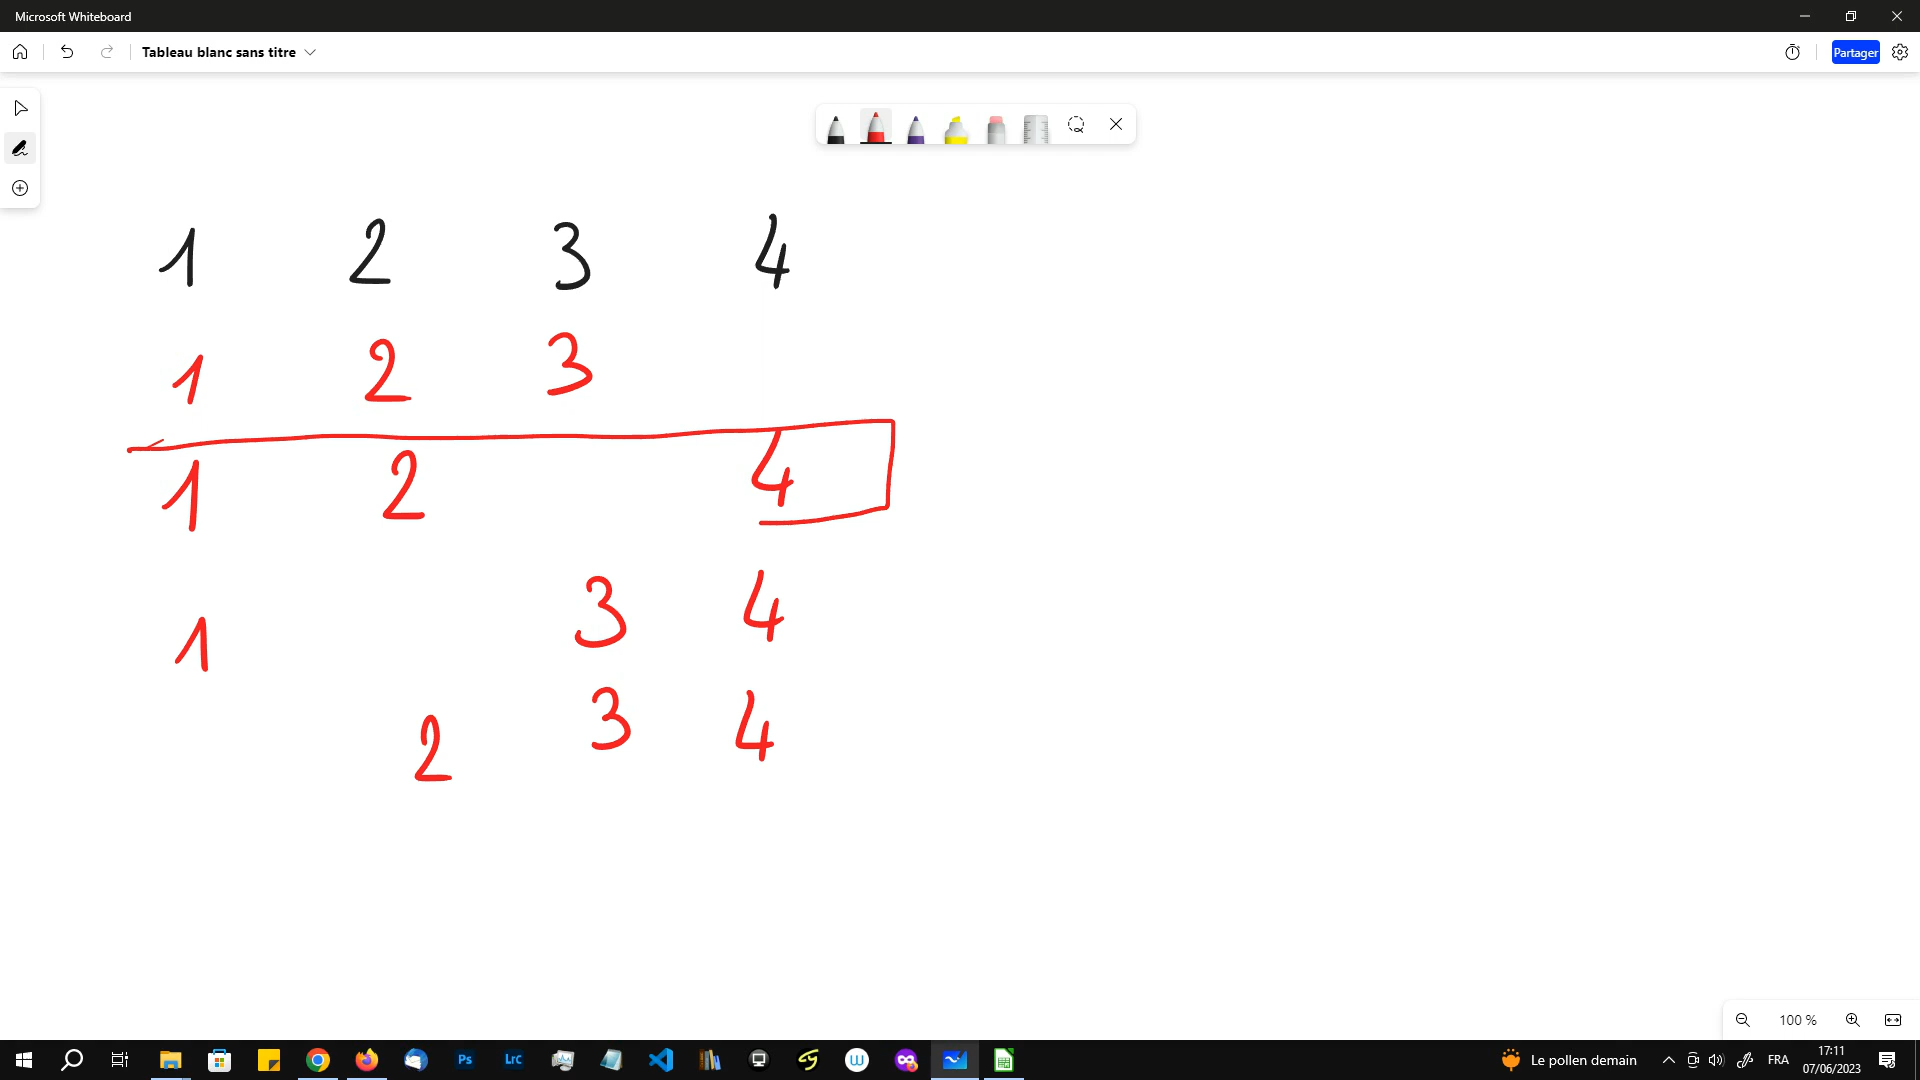 Microsoft Whiteboard
Tableau blanc sans titre
Partager
1 2 3 4
1 2 3
1 2 4
1 3 4
2 3 4
100 %
Ps
Lrc
W
Le pollen demain
FRA
17:11
07/06/2023